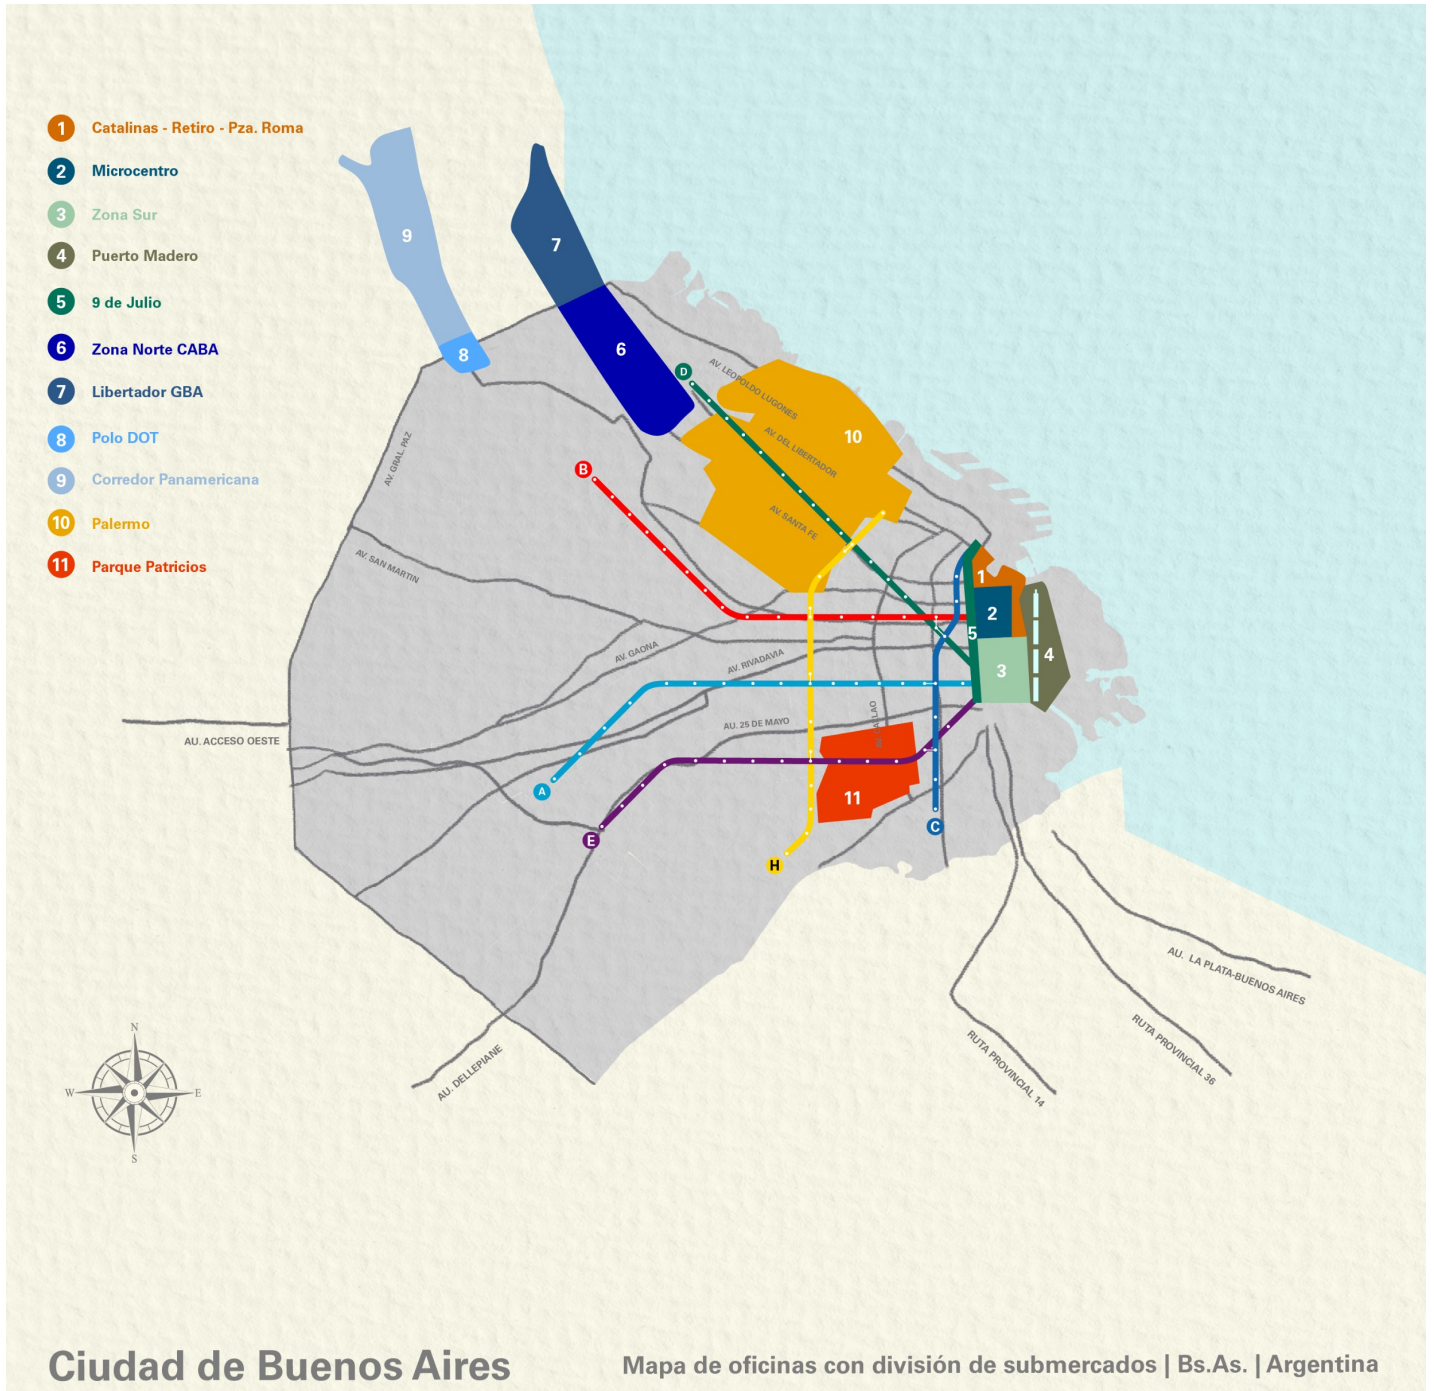 1 Catalinas - Retiro - Pza. Roma
2 Microcentro
3 Zona Sur
4 Puerto Madero
5 9 de Julio
6 Zona Norte CABA
7 Libertador GBA
8 Polo DOT
9 Corredor Panamericana
10 Palermo
11 Parque Patricios
9
7
6
8
D
AV. LEOPOLDO LUGONES
10
AV. DEL LIBERTADOR
AV. GRAL PAZ
B
AV. SANTA FE
AV. SAN MARTIN
1
2
5
3
4
AV. GAONA
AV. RIVADAVIA
AU. 25 DE MAYO
AU. ACCESO OESTE
A
11
E
C
H
AU. LA PLATA-BUENOS AIRES
RUTA PROVINCIAL 36
RUTA PROVINCIAL 14
AU. DELLEPIANE
N
W
E
S
Ciudad de Buenos Aires
Mapa de oficinas con división de submercados | Bs.As. | Argentina